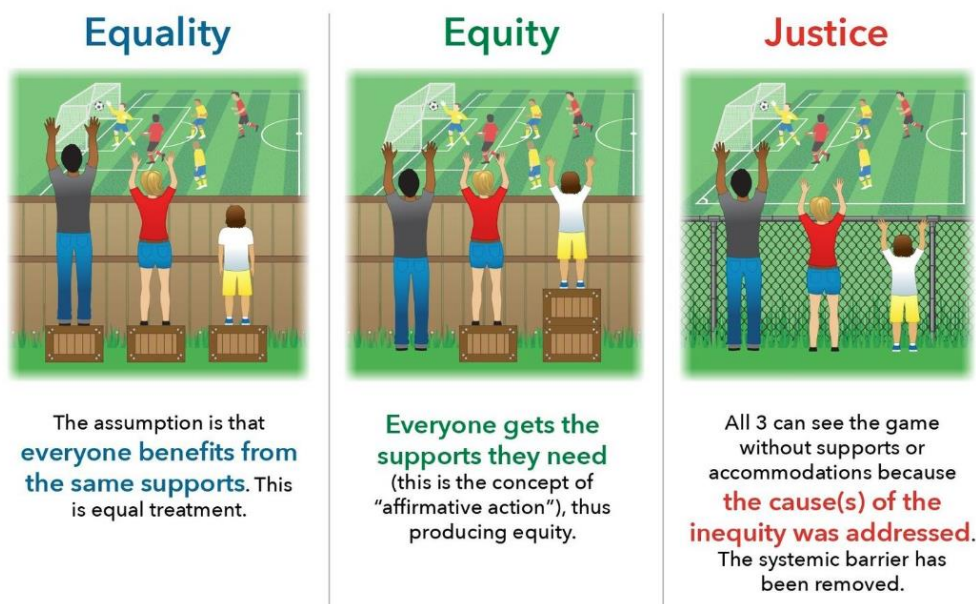 Equality
The assumption is that
everyone benefits from
the same supports. This
is equal treatment.
Equity
Everyone gets the
supports they need
(this is the concept of
"affirmative action"), thus
producing equity.
Justice
All 3 can see the game
without supports or
accommodations because
the cause(s) of the
inequity was addressed.
The systemic barrier has
been removed.